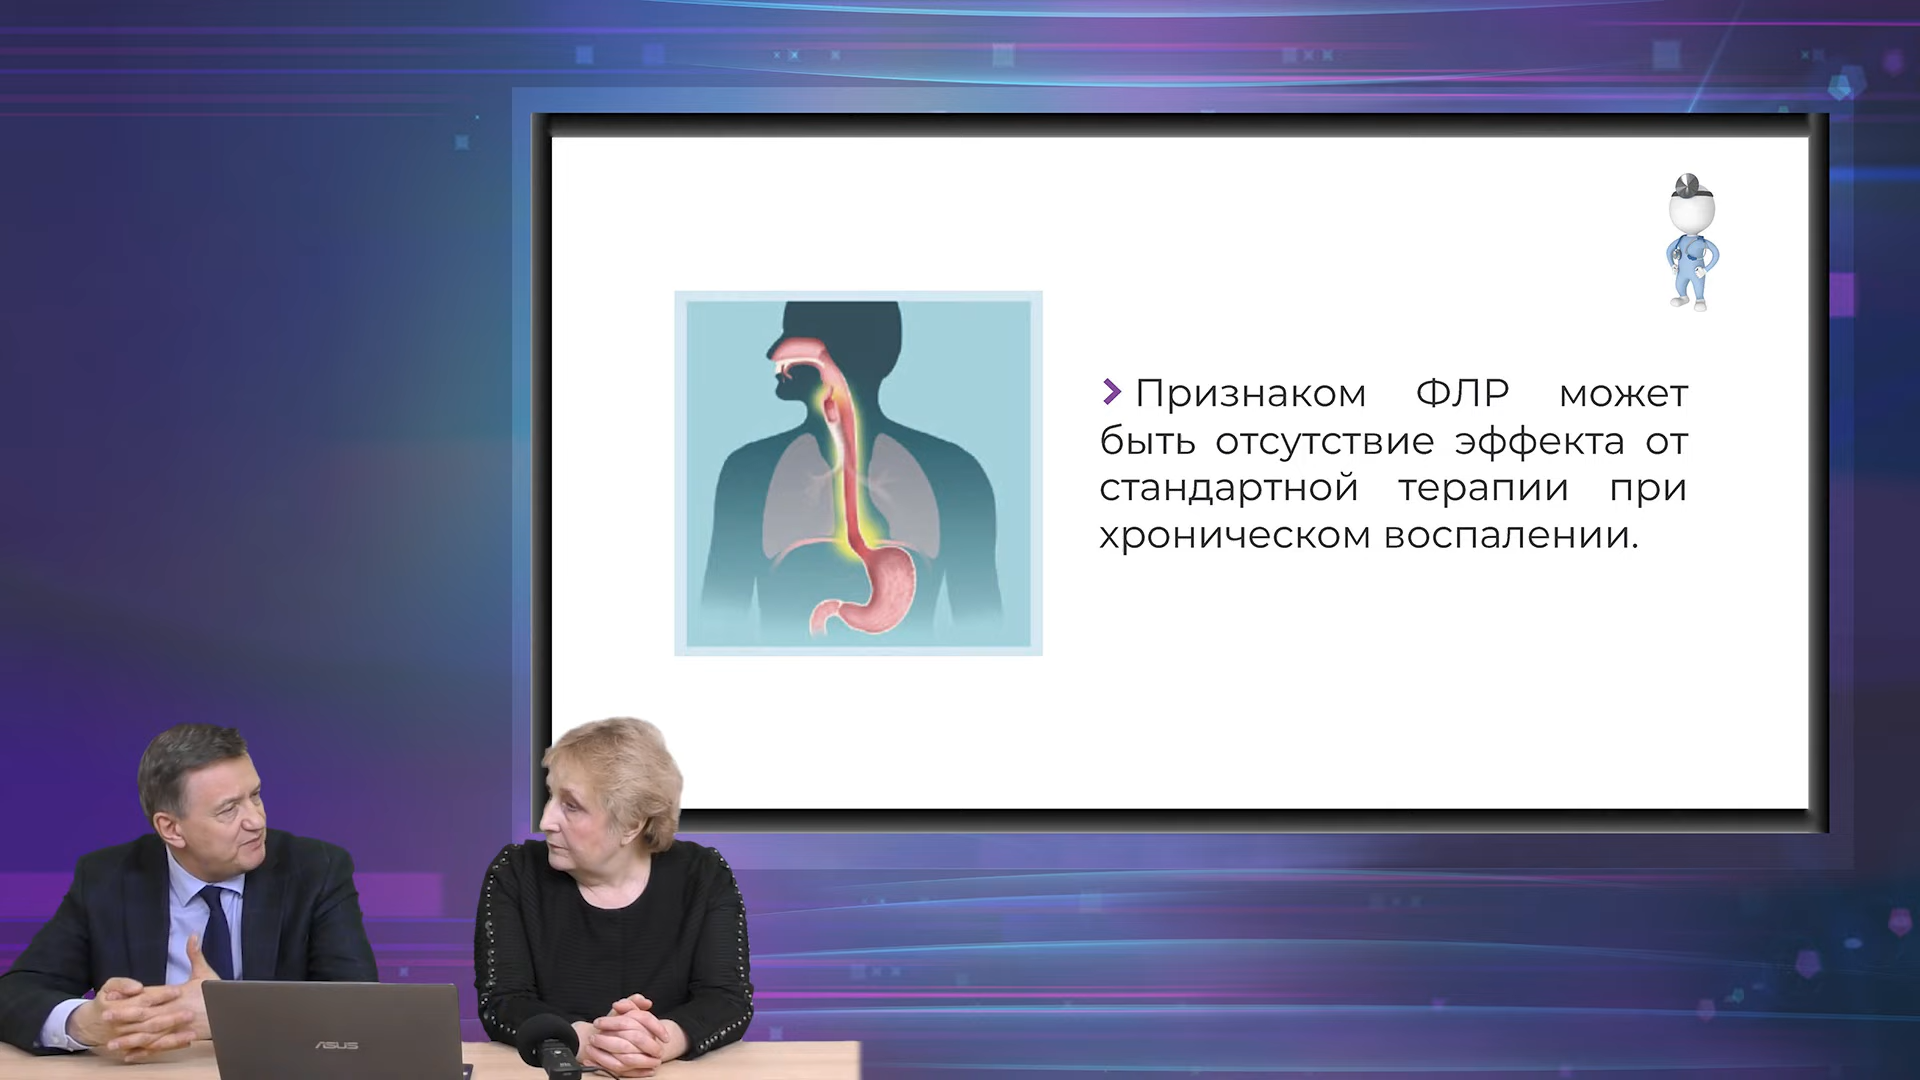 Признаком ФЛР может
быть отсутствие эффекта от
стандартной терапии при
хроническом воспалении.
ASUS